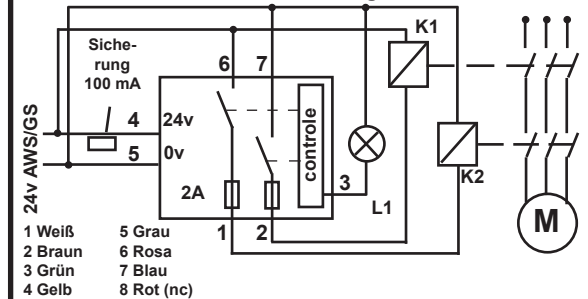 K1
Siche-
rung
100 mA
6 7
4 24v
5 0v
24v AWS/GS
controle
2A
3
L1
K2
1 2
M
1 Weiß 5 Grau
2 Braun 6 Rosa
3 Grün 7 Blau
4 Gelb 8 Rot (nc)